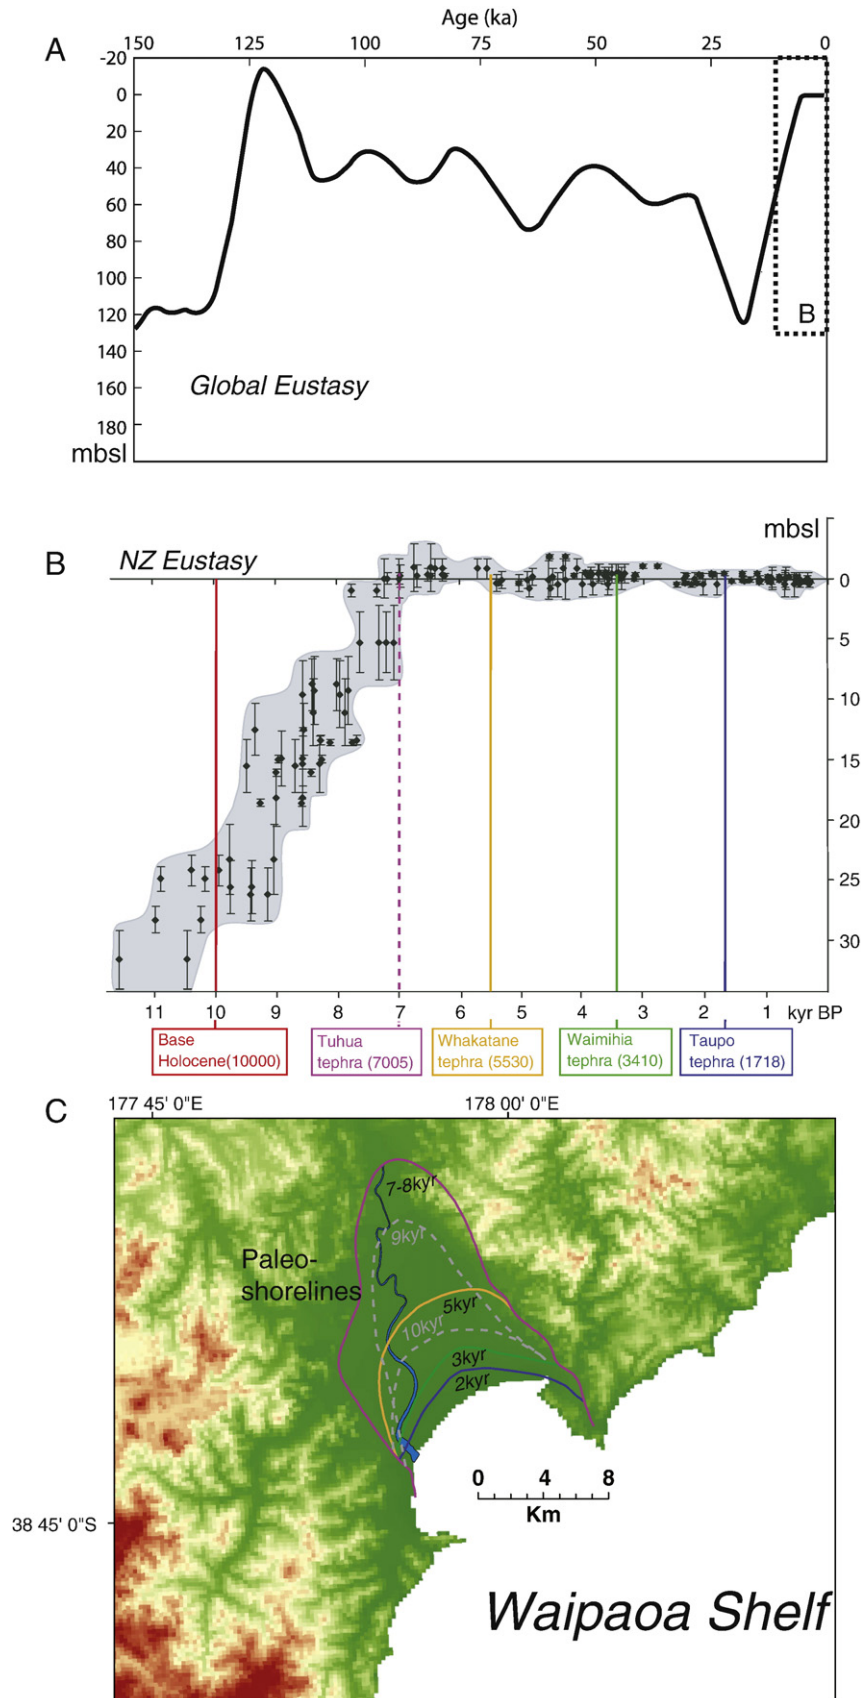 A
Age (ka)
150 125 100 75 50 25 0
-20
0
20
40
60
80
100
120
140
160
180
mbsl
Global Eustasy
B
B
NZ Eustasy
mbsl
0
5
10
15
20
25
30
11 10 9 8 7 6 5 4 3 2 1 kyr BP
Base
Holocene(10000)
Tuhua
tephra (7005)
Whakatane
tephra (5530)
Waimihia
tephra (3410)
Taupo
tephra (1718)
C
177 45' 0"E 178 00' 0"E
7-8kyr
9kyr
Paleo-
shorelines
5kyr
10kyr
3kyr
2kyr
0 4 8
Km
38 45' 0"S
Waipaoa Shelf